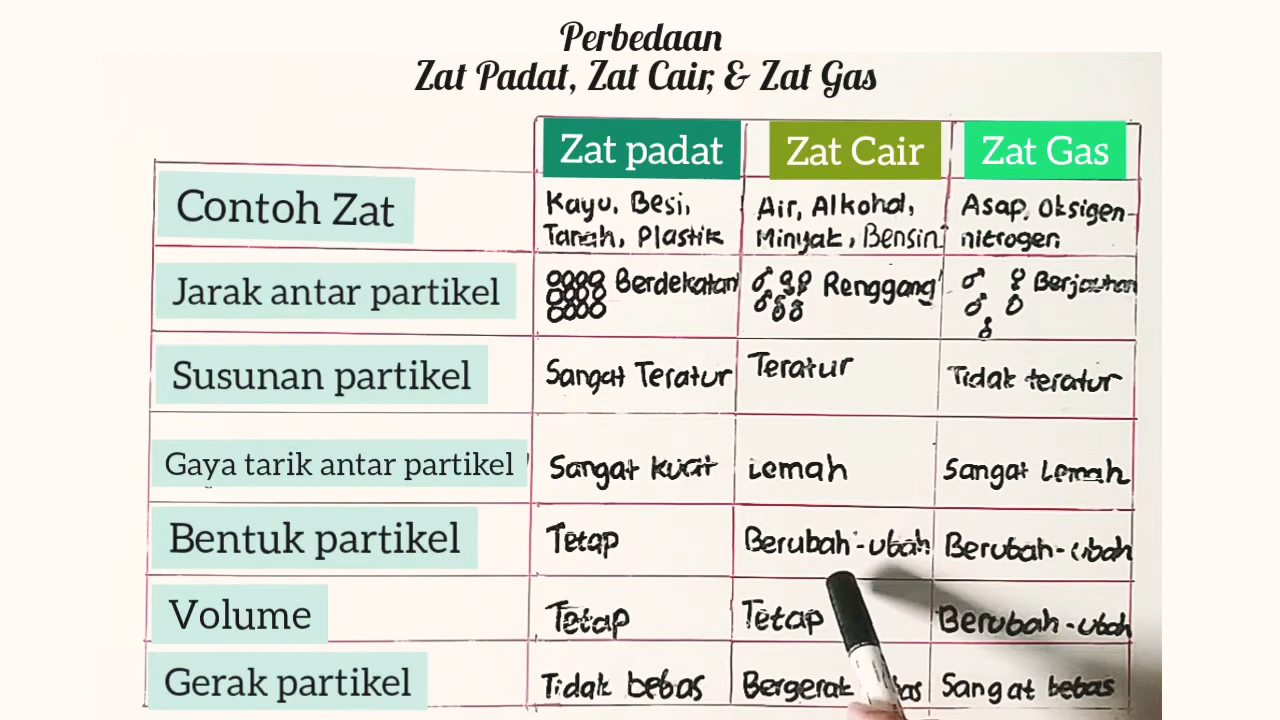 Perbedaan
Zat Padat, Zat Cair, & Zat Gas
Zat padat
Zat Cair
Zat Gas
Contoh Zat
Kayu, Besi,
Tanah, Plastik
Air, Alkohol,
Minyak, Bensin
Asap, Oksigen
nitrogen
Jarak antar partikel
Berdekatan
Renggang
Berjauhan
Susunan partikel
Sangat Teratur
Teratur
Tidak teratur
Gaya tarik antar partikel
Sangat kuat
Lemah
Sangat Lemah
Bentuk partikel
Tetap
Berubah-ubah
Berubah-ubah
Volume
Tetap
Tetap
Berubah-ubah
Gerak partikel
Tidak bebas
Bergerak
Sangat bebas